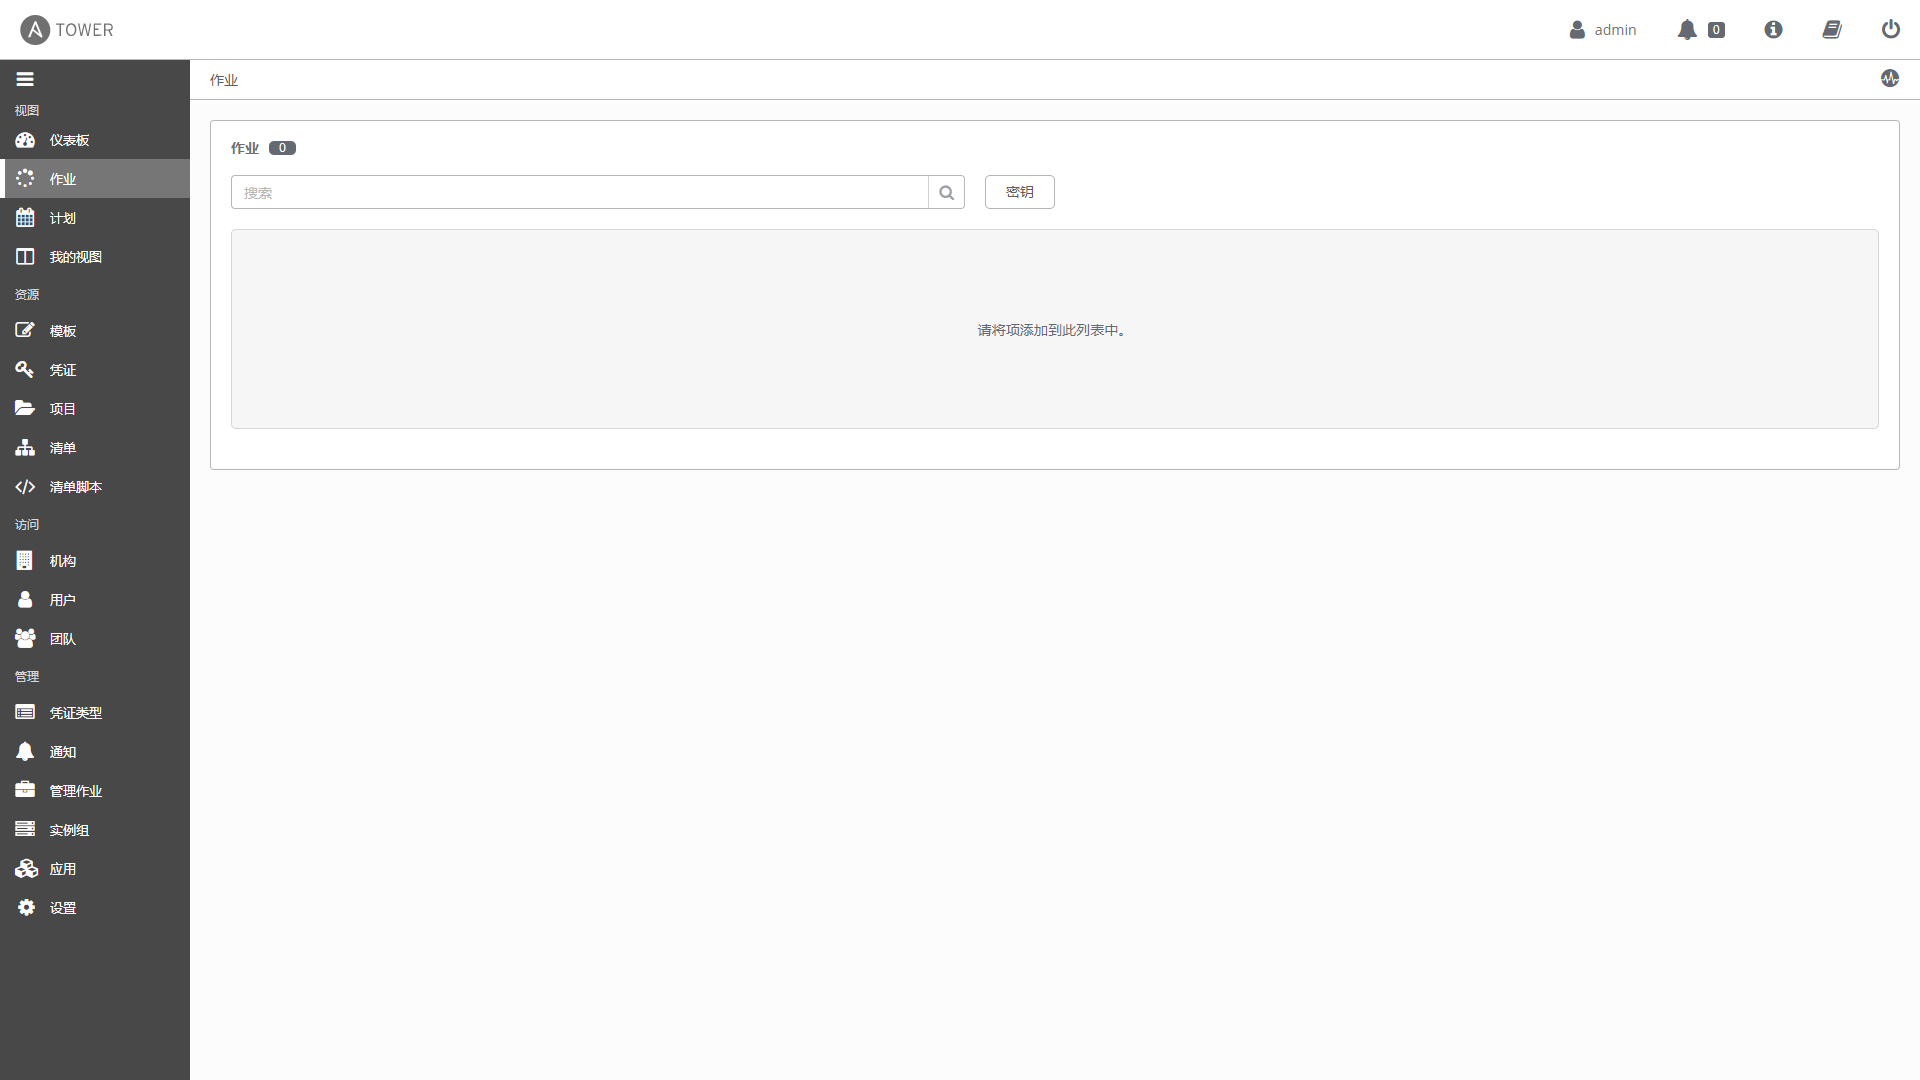 TOWER
admin
0
视图
仪表板
作业
计划
我的视图
资源
模板
凭证
项目
清单
清单脚本
访问
机构
用户
团队
管理
凭证类型
通知
管理作业
实例组
应用
设置
作业
作业 0
搜索
密钥
请将项添加到此列表中。